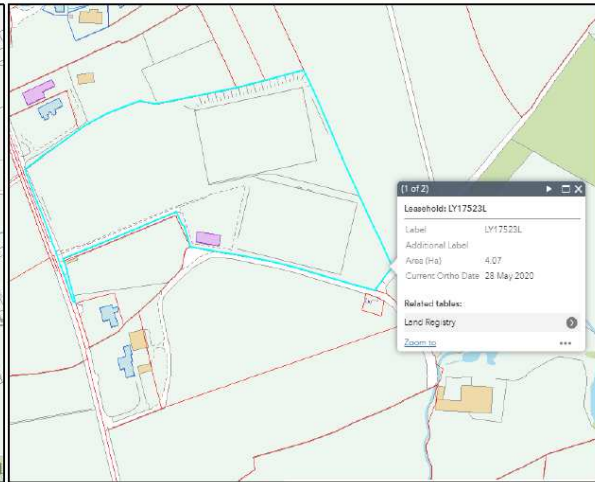 (1 of 2)
Leasehold: LY17523L
Label LY17523L
Additional Label
Area (Ha) 4.07
Current Ortho Date 28 May 2020
Related tables:
Land Registry
Zoom to